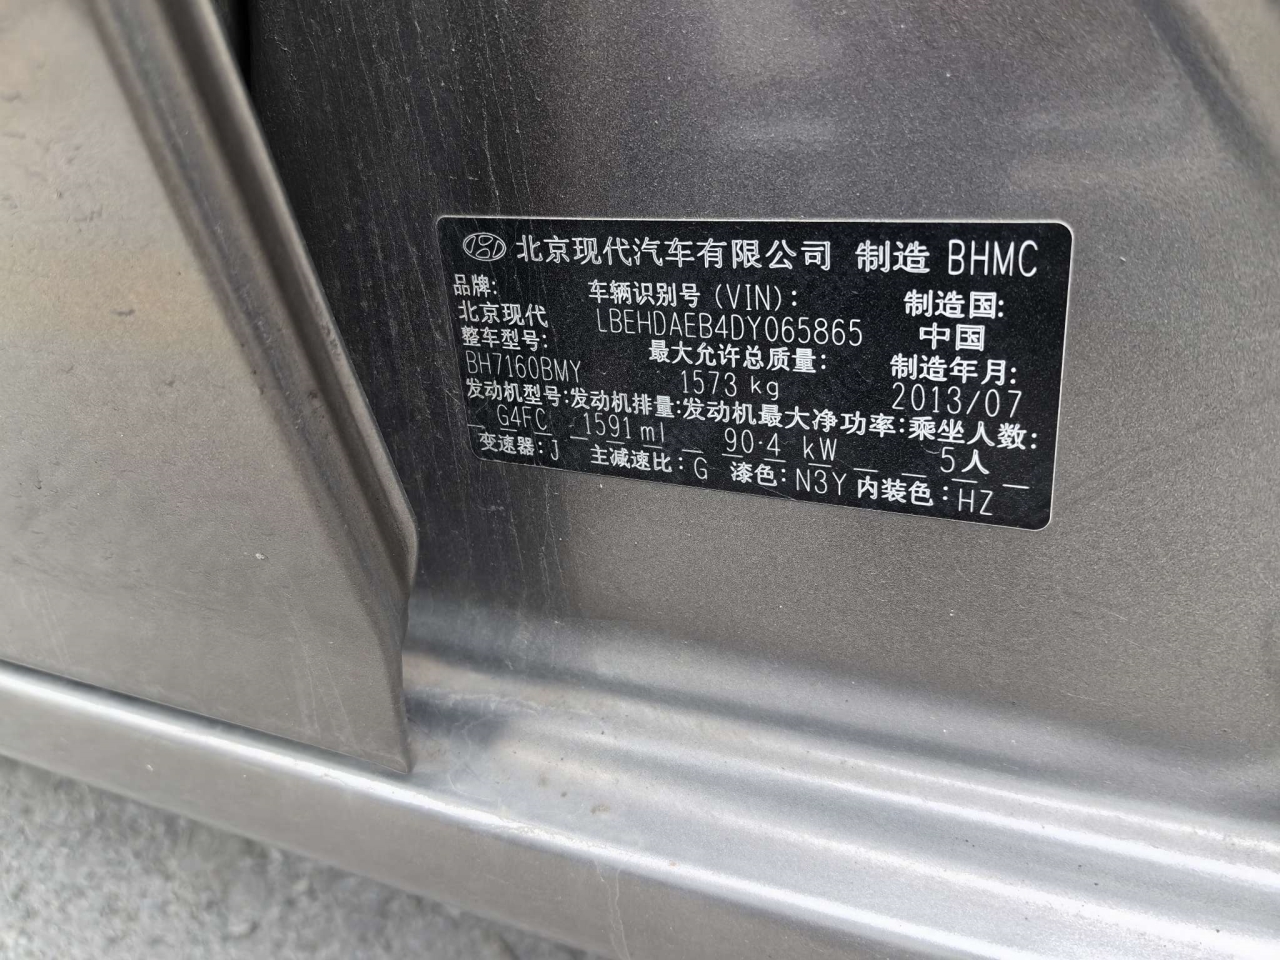 北京现代汽车有限公司 制造 BHMC
品牌: 车辆识别号 (VIN): 制造国:
北京现代 LBEHDAEB4DY065865 中国
整车型号: 最大允许总质量: 制造年月:
BH7160BMY 1573 kg 2013/07
发动机型号: 发动机排量: 发动机最大净功率: 乘坐人数:
G4FC 1591 ml 90.4 kW 5人
变速器: J 主减速比: G 漆色: N3Y 内装色: HZ